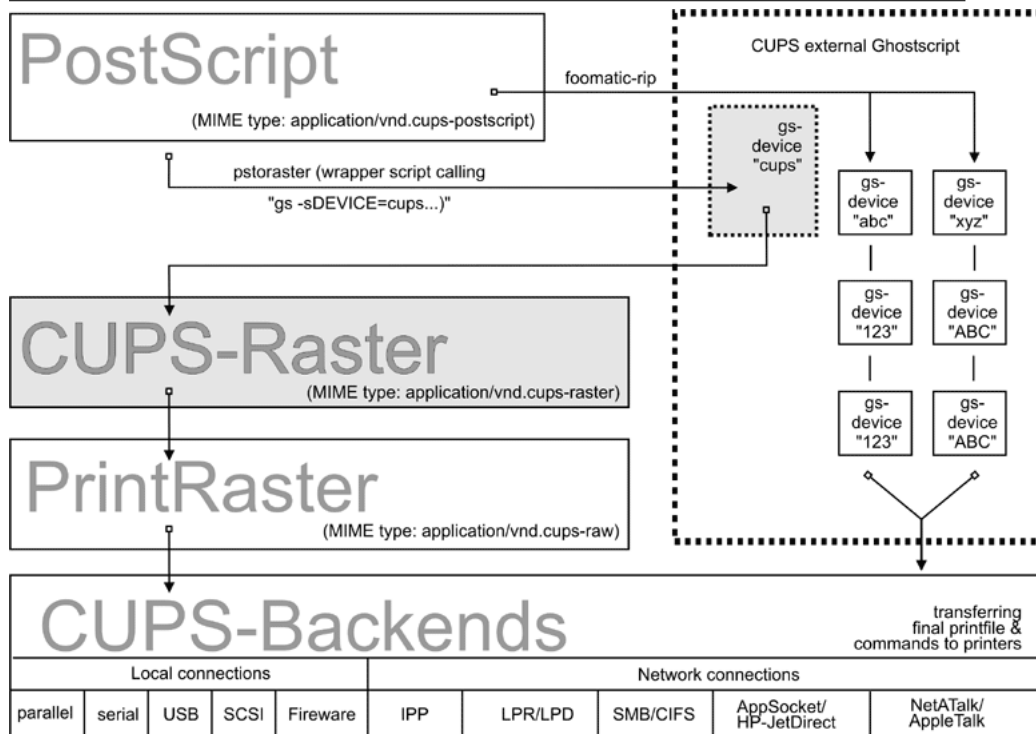 PostScript
(MIME type: application/vnd.cups-postscript)
foomatic-rip
CUPS external Ghostscript
pstoraster (wrapper script calling
"gs -sDEVICE=cups...)"
gs-
device
"cups"
gs-
device
"abc"
gs-
device
"xyz"
gs-
device
"123"
gs-
device
"ABC"
gs-
device
"123"
gs-
device
"ABC"
CUPS-Raster
(MIME type: application/vnd.cups-raster)
PrintRaster
(MIME type: application/vnd.cups-raw)
CUPS-Backends
transferring
final printfile &
commands to printers
Local connections
Network connections
parallel
serial
USB
SCSI
Fireware
IPP
LPR/LPD
SMB/CIFS
AppSocket/
HP-JetDirect
NetATalk/
AppleTalk